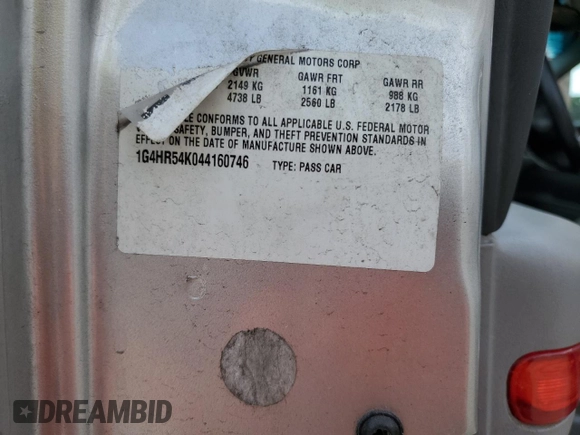 GENERAL MOTORS CORP
GVWR GAWR FRT GAWR RR
2149 KG 1161 KG 988 KG
4738 LB 2560 LB 2178 LB
CONFORMS TO ALL APPLICABLE U.S. FEDERAL MOTOR
SAFETY, BUMPER, AND THEFT PREVENTION STANDARDS IN
EFFECT ON THE DATE OF MANUFACTURE SHOWN ABOVE.
1G4HR54K044160746 TYPE: PASS CAR
DREAMBID